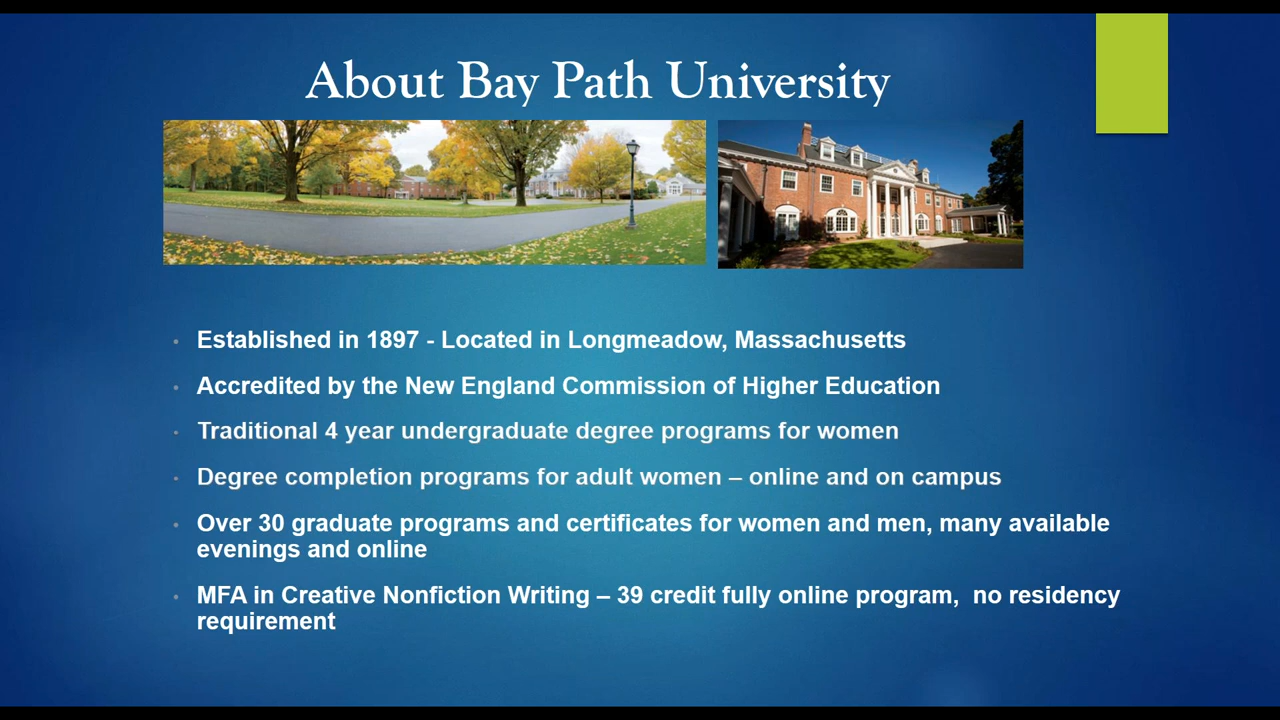 About Bay Path University
Established in 1897 - Located in Longmeadow, Massachusetts
Accredited by the New England Commission of Higher Education
Traditional 4 year undergraduate degree programs for women
Degree completion programs for adult women – online and on campus
Over 30 graduate programs and certificates for women and men, many available
evenings and online
MFA in Creative Nonfiction Writing – 39 credit fully online program,  no residency
requirement